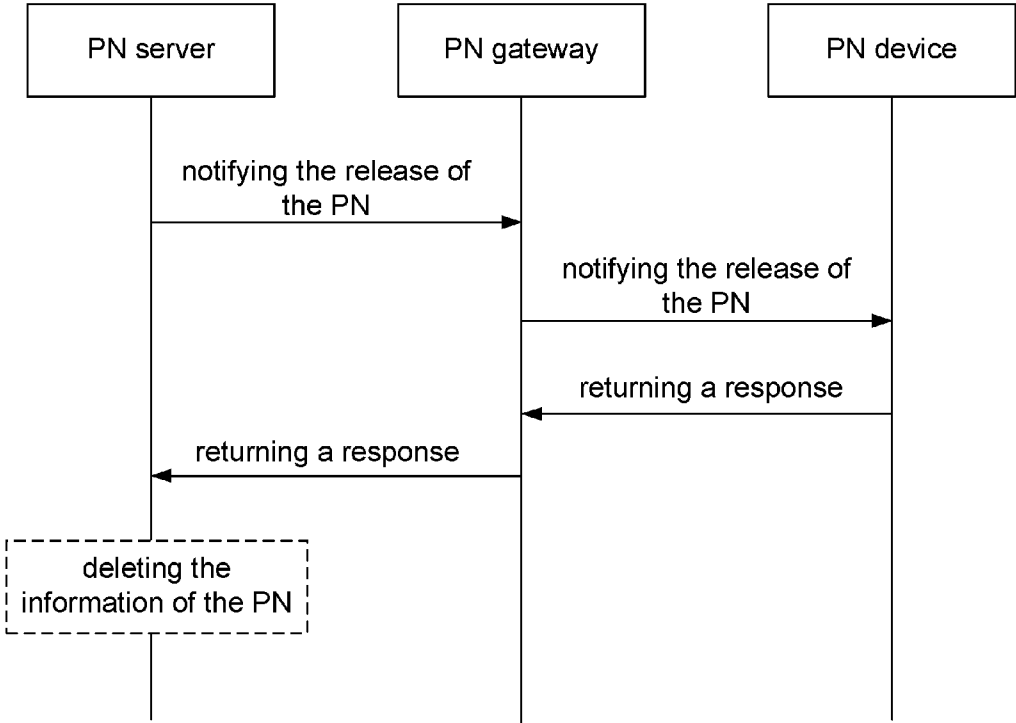 PN server
PN gateway
PN device
notifying the release of
the PN
notifying the release of
the PN
returning a response
returning a response
deleting the
information of the PN